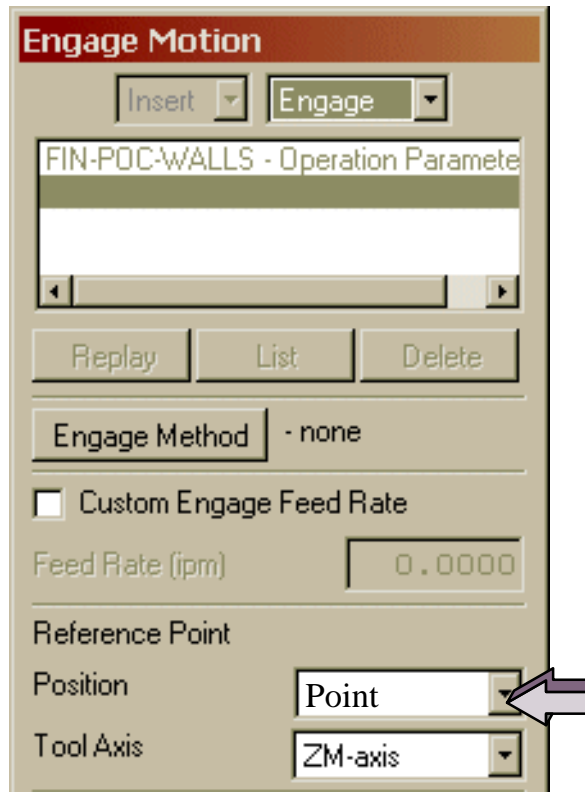 Engage Motion
Insert Engage
FIN-POC-WALLS - Operation Paramete
Replay List Delete
Engage Method - none
Custom Engage Feed Rate
Feed Rate (ipm) 0.0000
Reference Point
Position Point
Tool Axis ZM-axis